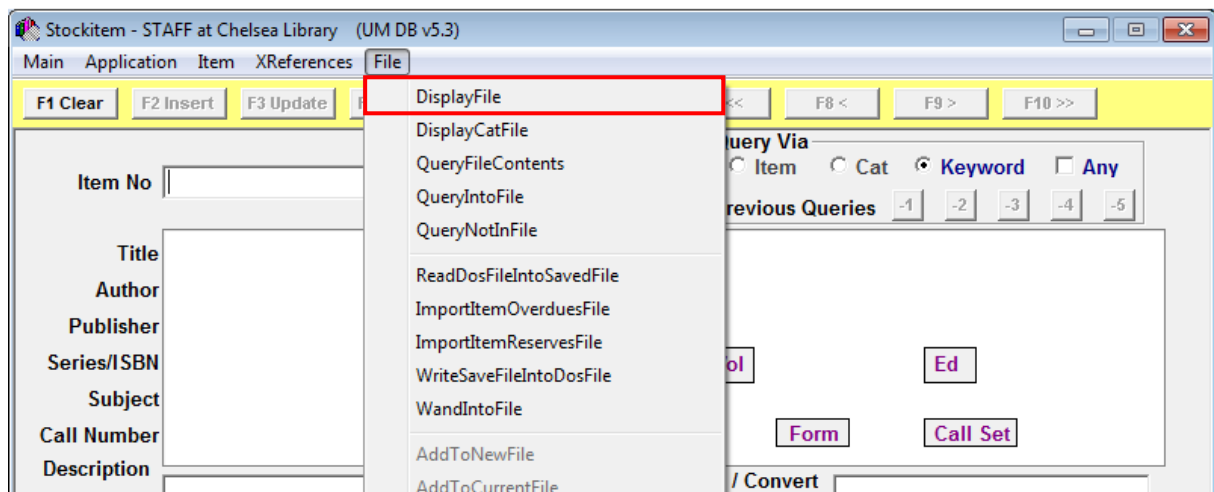 Stockitem - STAFF at Chelsea Library (UM DB v5.3)
Main Application Item XReferences File
F1 Clear F2 Insert F3 Update F << F8 < F9 > F10 >>
DisplayFile
DisplayCatFile
QueryFileContents
QueryIntoFile
QueryNotInFile
ReadDosFileIntoSavedFile
ImportItemOverduesFile
ImportItemReservesFile
WriteSaveFileIntoDosFile
WandIntoFile
AddToNewFile
AddToCurrentFile
Query Via
Item Cat Keyword Any
Previous Queries -1 -2 -3 -4 -5
Item No
Title
Author
Publisher
Series/ISBN
Subject
Call Number
Description
Vol Ed
Form Call Set
/ Convert